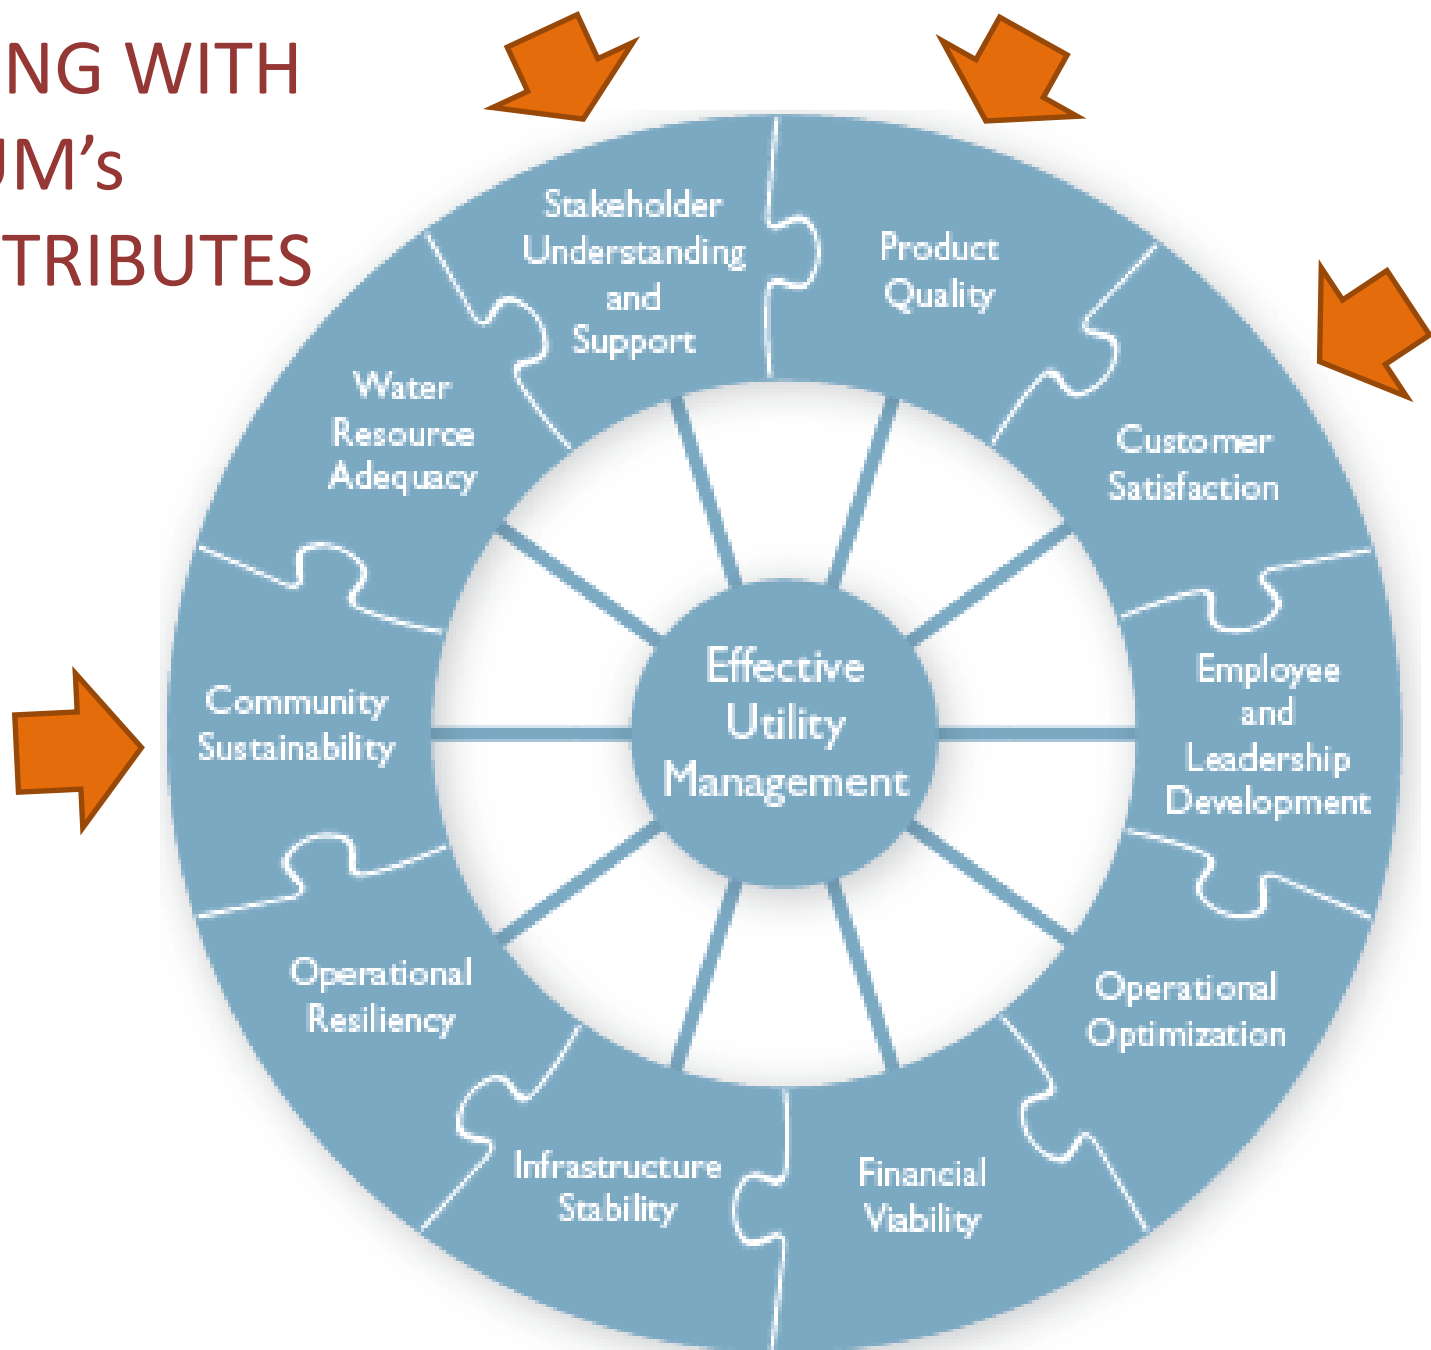 NG WITH
UM's
TRIBUTES
Stakeholder
Understanding
and
Support
Product
Quality
Customer
Satisfaction
Employee
and
Leadership
Development
Operational
Optimization
Financial
Viability
Infrastructure
Stability
Operational
Resiliency
Community
Sustainability
Water
Resource
Adequacy
Effective
Utility
Management